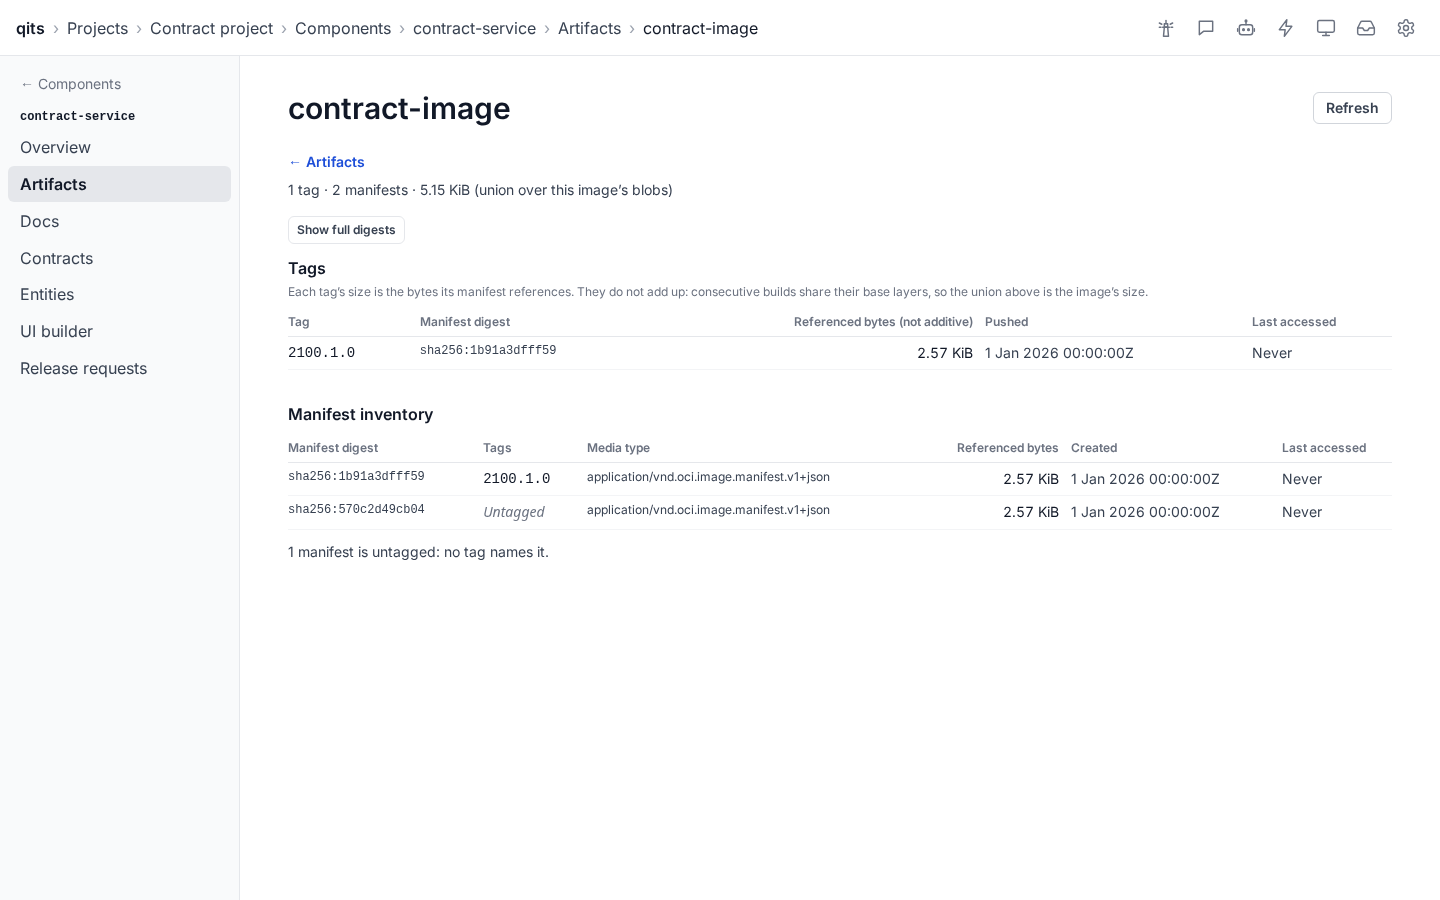 qits › Projects › Contract project › Components › contract-service › Artifacts › contract-image
← Components
contract-service
Overview
Artifacts
Docs
Contracts
Entities
UI builder
Release requests
contract-image
Refresh
← Artifacts
1 tag · 2 manifests · 5.15 KiB (union over this image’s blobs)
Show full digests
Tags
Each tag’s size is the bytes its manifest references. They do not add up: consecutive builds share their base layers, so the union above is the image’s size.
Tag Manifest digest Referenced bytes (not additive) Pushed Last accessed
2100.1.0 sha256:1b91a3dfff59 2.57 KiB 1 Jan 2026 00:00:00Z Never
Manifest inventory
Manifest digest Tags Media type Referenced bytes Created Last accessed
sha256:1b91a3dfff59 2100.1.0 application/vnd.oci.image.manifest.v1+json 2.57 KiB 1 Jan 2026 00:00:00Z Never
sha256:570c2d49cb04 Untagged application/vnd.oci.image.manifest.v1+json 2.57 KiB 1 Jan 2026 00:00:00Z Never
1 manifest is untagged: no tag names it.